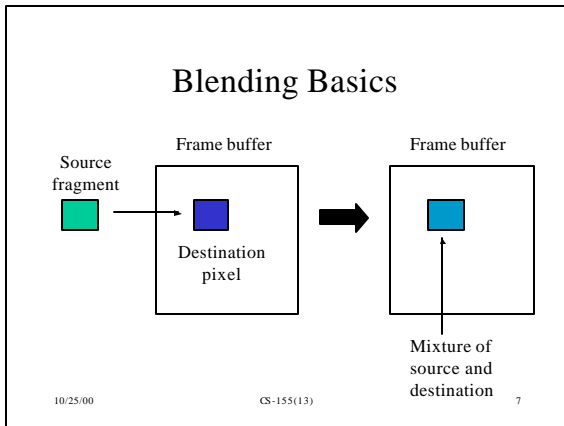 Blending Basics
Source
fragment
Frame buffer
Destination
pixel
Frame buffer
Mixture of
source and
destination
10/25/00
CS-155(13)
7